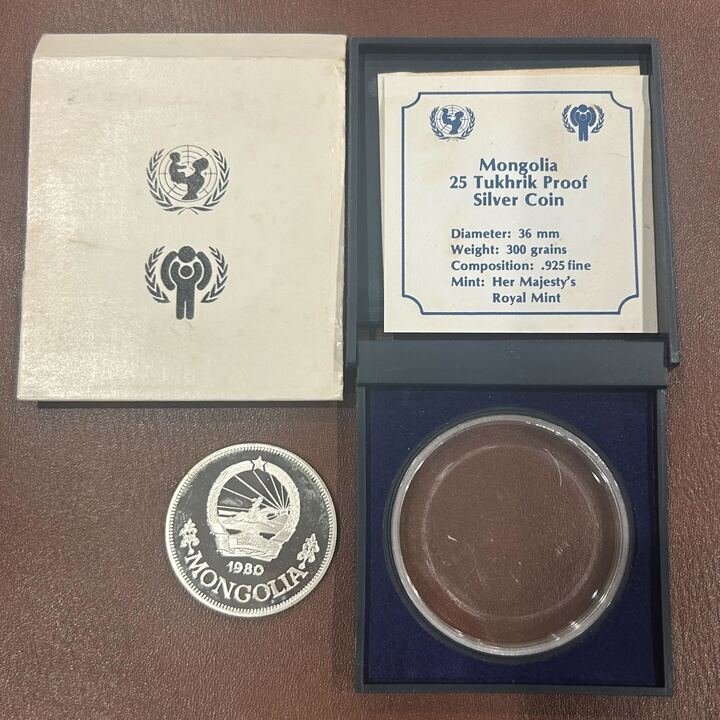 Mongolia
25 Tukhrik Proof
Silver Coin
Diameter: 36 mm
Weight: 300 grains
Composition: .925 fine
Mint: Her Majesty's
Royal Mint
1980
MONGOLIA